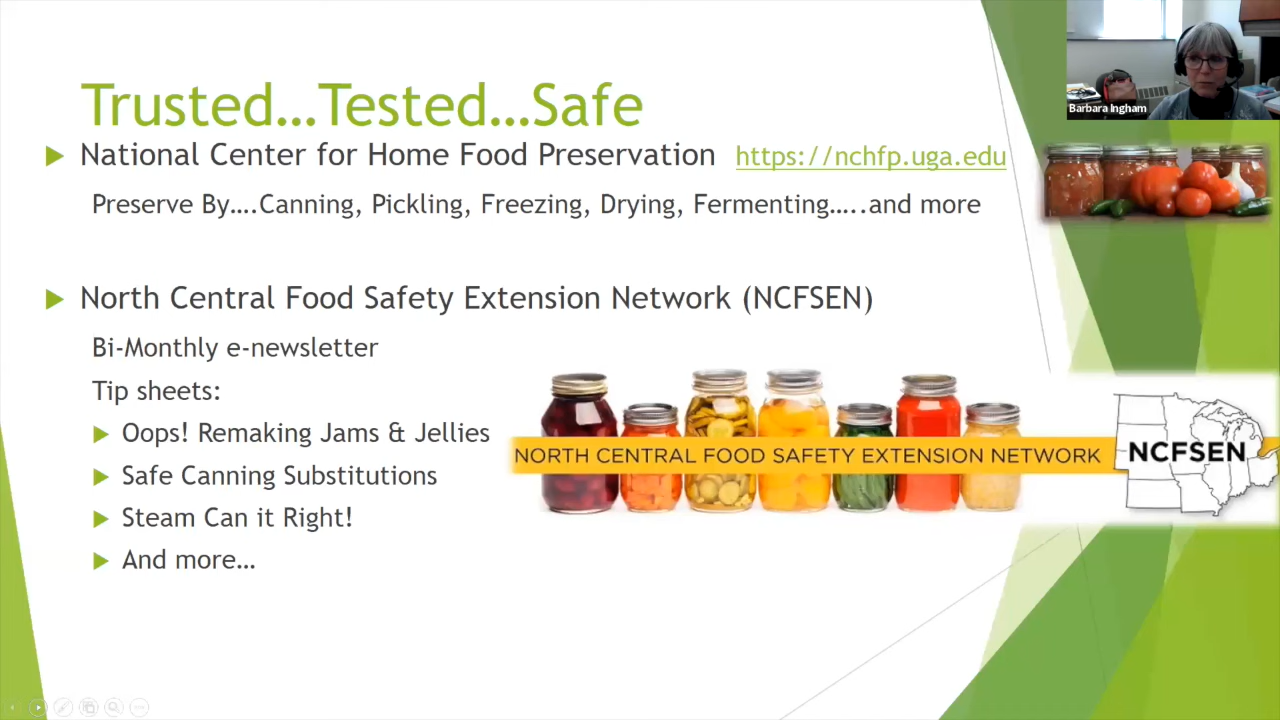 Trusted…Tested…Safe
Barbara Ingham
National Center for Home Food Preservation https://nchfp.uga.edu
Preserve By….Canning, Pickling, Freezing, Drying, Fermenting…..and more
North Central Food Safety Extension Network (NCFSEN)
Bi-Monthly e-newsletter
Tip sheets:
Oops! Remaking Jams & Jellies
Safe Canning Substitutions
Steam Can it Right!
And more…
NORTH CENTRAL FOOD SAFETY EXTENSION NETWORK
NCFSEN